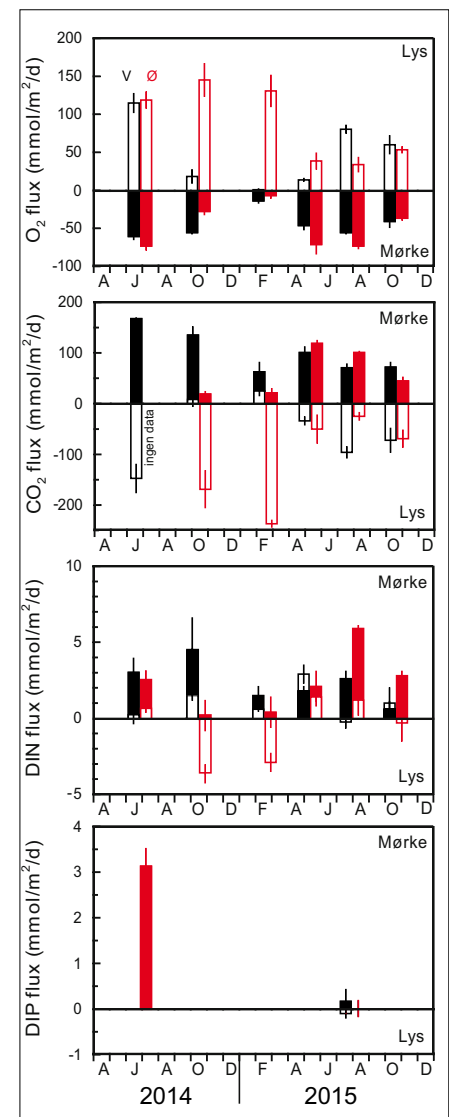 200
150
100
50
0
-50
-100
O₂ flux (mmol/m²/d)
V
Ø
Lys
Mørke
A J A O D F A J A O D
200
100
0
-100
-200
CO₂ flux (mmol/m²/d)
Mørke
ingen data
Lys
J A O D F A J A O D
10
5
0
-5
DIN flux (mmol/m²/d)
Mørke
Lys
A J A O D F A J A O D
4
3
2
1
0
-1
DIP flux (mmol/m²/d)
Mørke
Lys
A J A O D F A J A O D
2014 2015